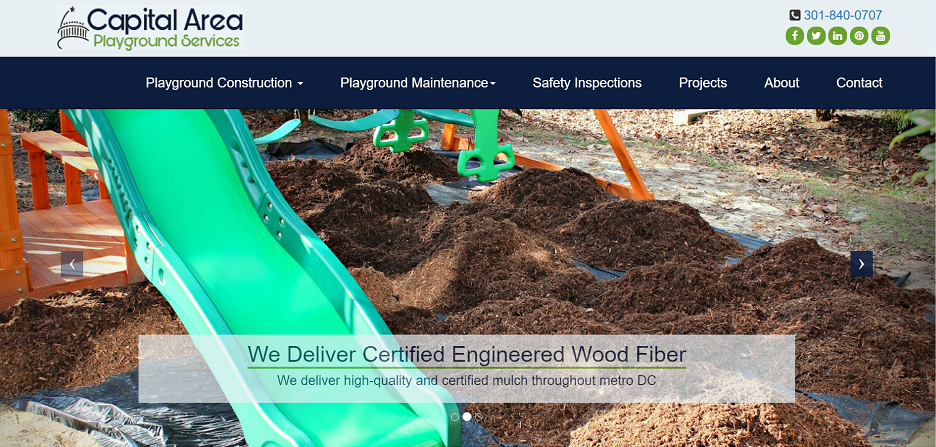 Capital Area
Playground Services
301-840-0707
Playground Construction
Playground Maintenance
Safety Inspections
Projects
About
Contact
We Deliver Certified Engineered Wood Fiber
We deliver high-quality and certified mulch throughout metro DC